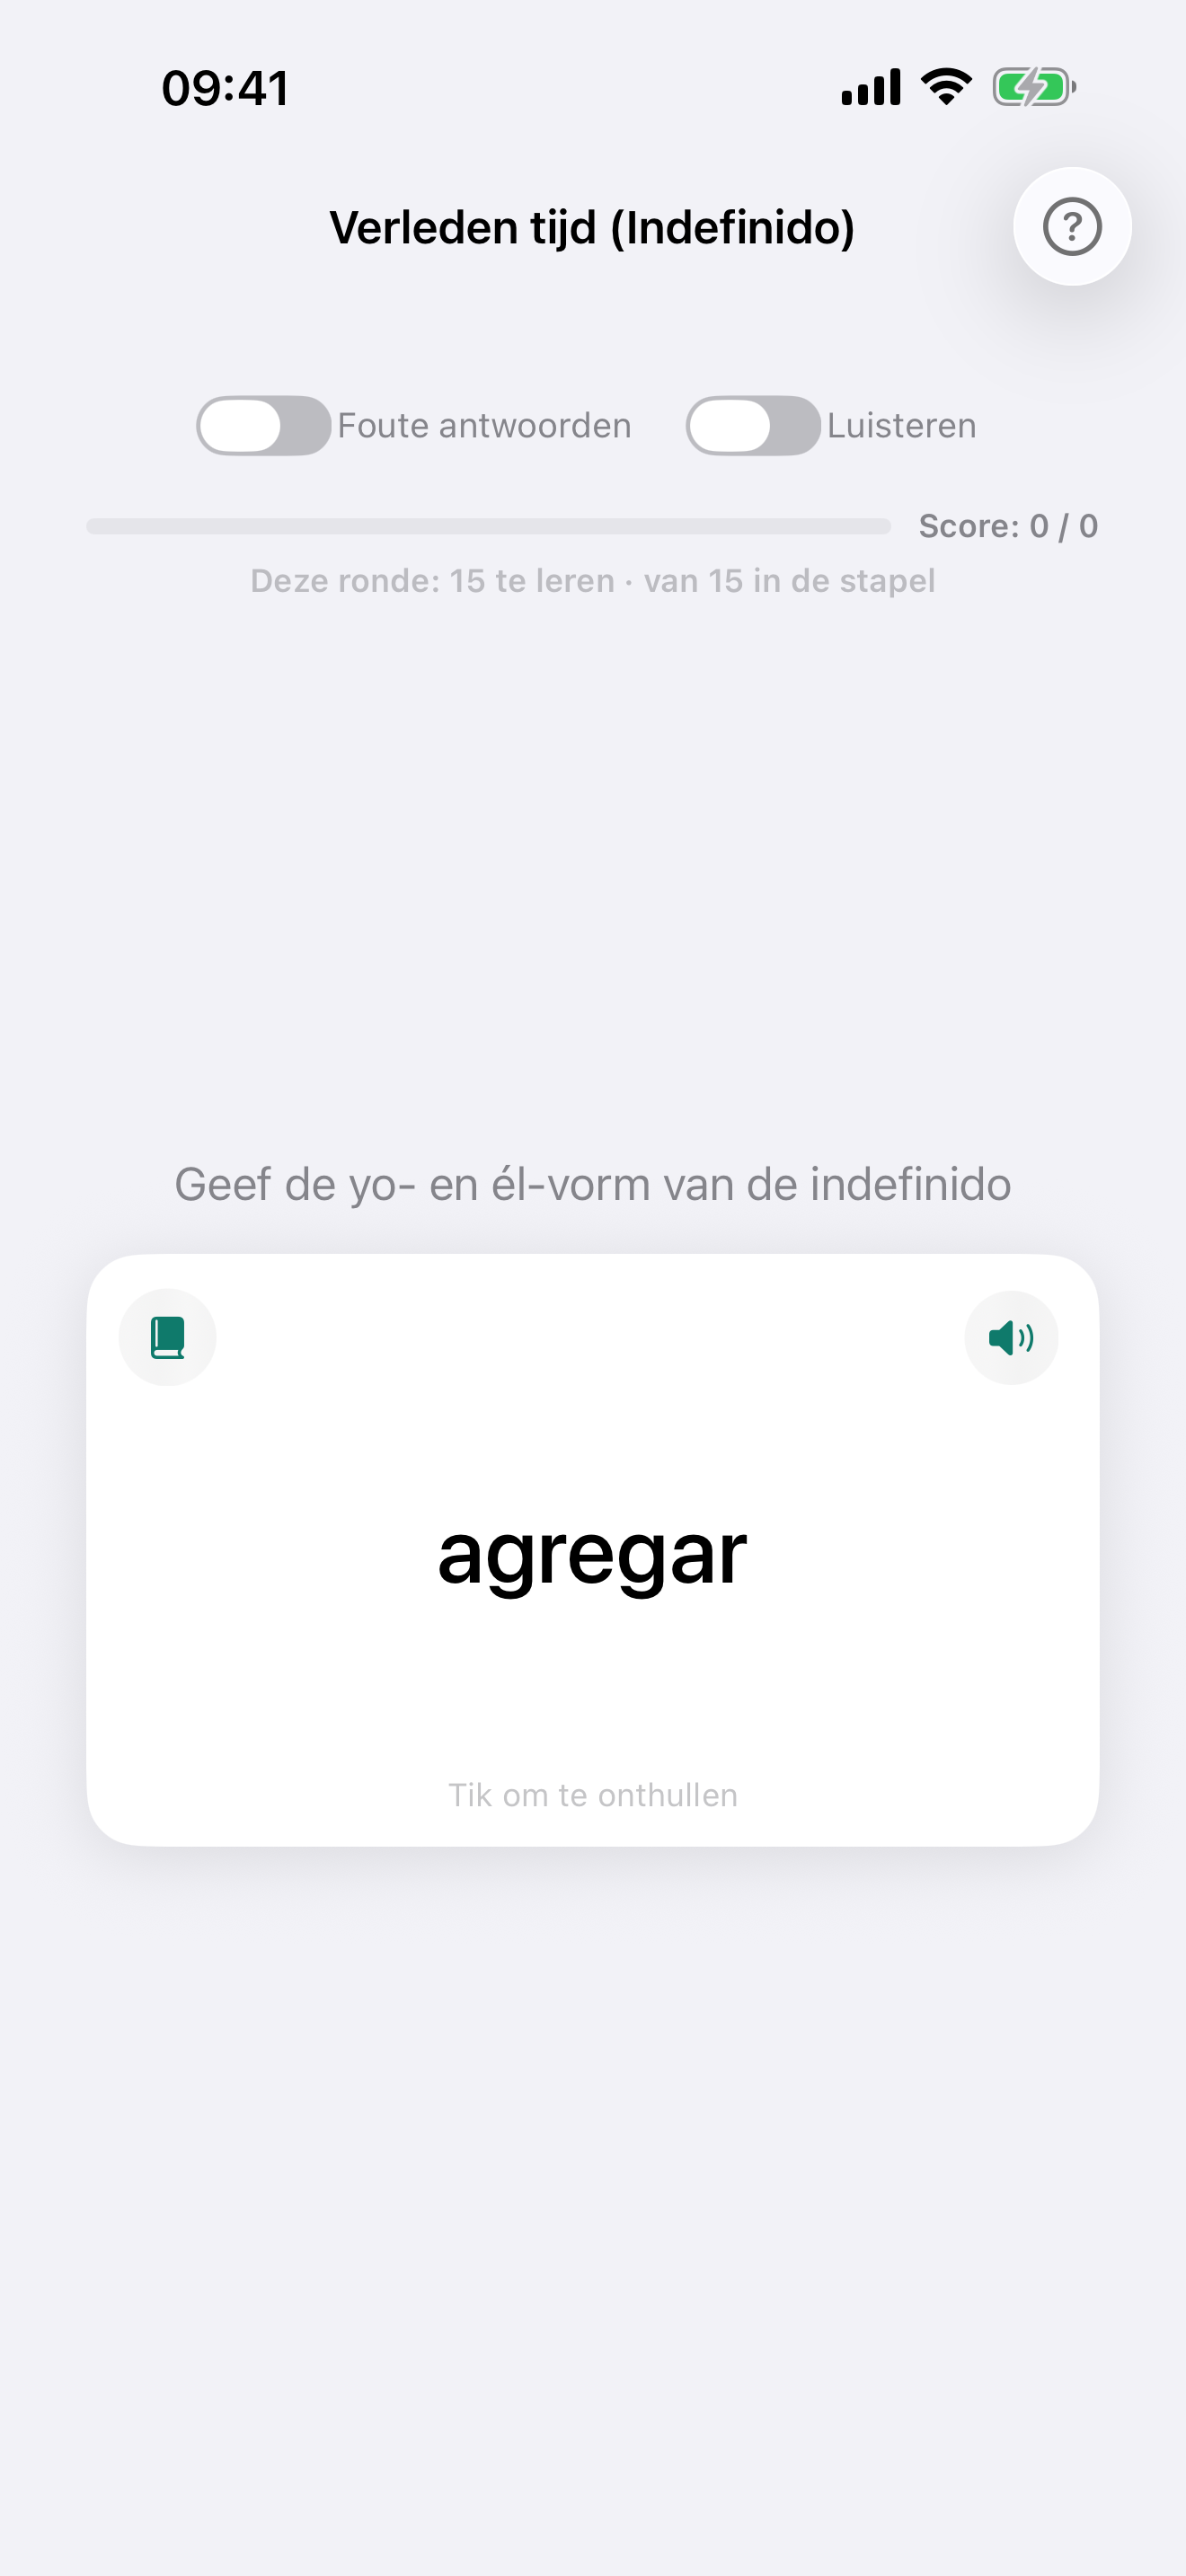 09:41
Verleden tijd (Indefinido)
Foute antwoorden
Luisteren
Score: 0 / 0
Deze ronde: 15 te leren · van 15 in de stapel
Geef de yo- en él-vorm van de indefinido
agregar
Tik om te onthullen